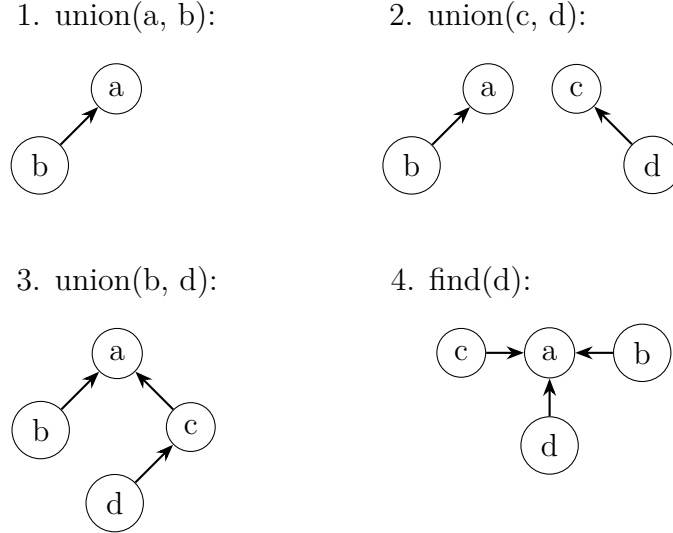 1. union(a, b):
2. union(c, d):
a
b
a
c
b
d
3. union(b, d):
4. find(d):
a
b
c
d
c
a
b
d